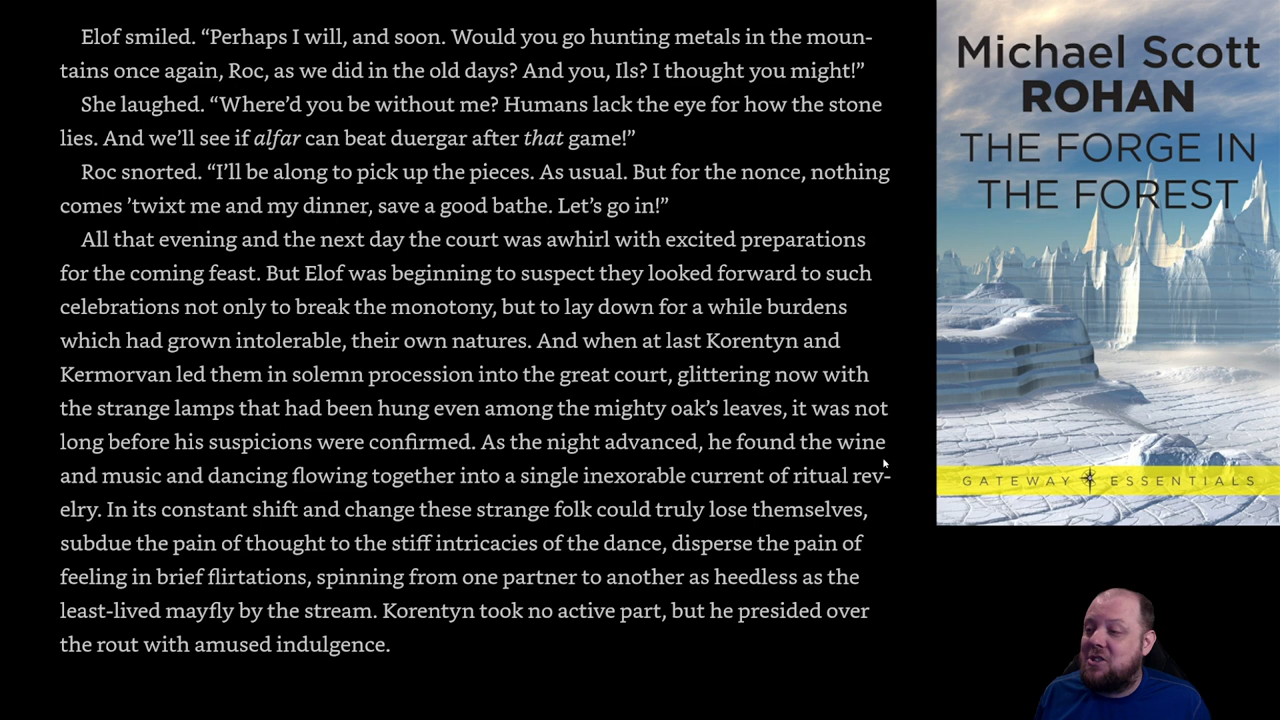 Elof smiled. “Perhaps I will, and soon. Would you go hunting metals in the moun-
tains once again, Roc, as we did in the old days? And you, Ils? I thought you might!”
She laughed. “Where’d you be without me? Humans lack the eye for how the stone
lies. And we’ll see if alfar can beat duergar after that game!”
Roc snorted. “I’ll be along to pick up the pieces. As usual. But for the nonce, nothing
comes ’twixt me and my dinner, save a good bathe. Let’s go in!”
All that evening and the next day the court was awhirl with excited preparations
for the coming feast. But Elof was beginning to suspect they looked forward to such
celebrations not only to break the monotony, but to lay down for a while burdens
which had grown intolerable, their own natures. And when at last Korentyn and
Kermorvan led them in solemn procession into the great court, glittering now with
the strange lamps that had been hung even among the mighty oak’s leaves, it was not
long before his suspicions were confirmed. As the night advanced, he found the wine
and music and dancing flowing together into a single inexorable current of ritual rev-
elry. In its constant shift and change these strange folk could truly lose themselves,
subdue the pain of thought to the stiff intricacies of the dance, disperse the pain of
feeling in brief flirtations, spinning from one partner to another as heedless as the
least-lived mayfly by the stream. Korentyn took no active part, but he presided over
the rout with amused indulgence.
Michael Scott
ROHAN
THE FORGE IN
THE FOREST
GATEWAY ESSENTIALS